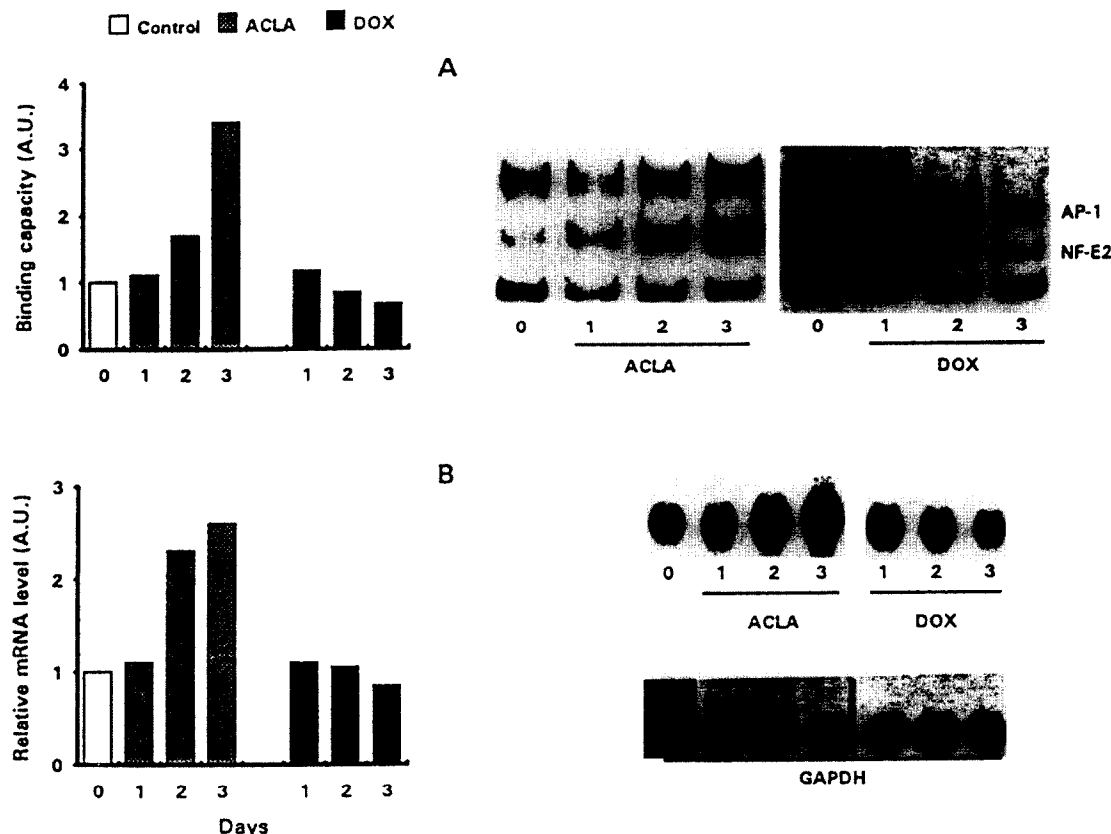 Control ACLA DOX
A
Binding capacity (A.U.)
4
3
2
1
0
0 1 2 3 1 2 3
AP-1
NF-E2
0 1 2 3 0 1 2 3
ACLA DOX
B
Relative mRNA level (A.U.)
3
2
1
0
0 1 2 3 1 2 3
Days
0 1 2 3 1 2 3
ACLA DOX
GAPDH